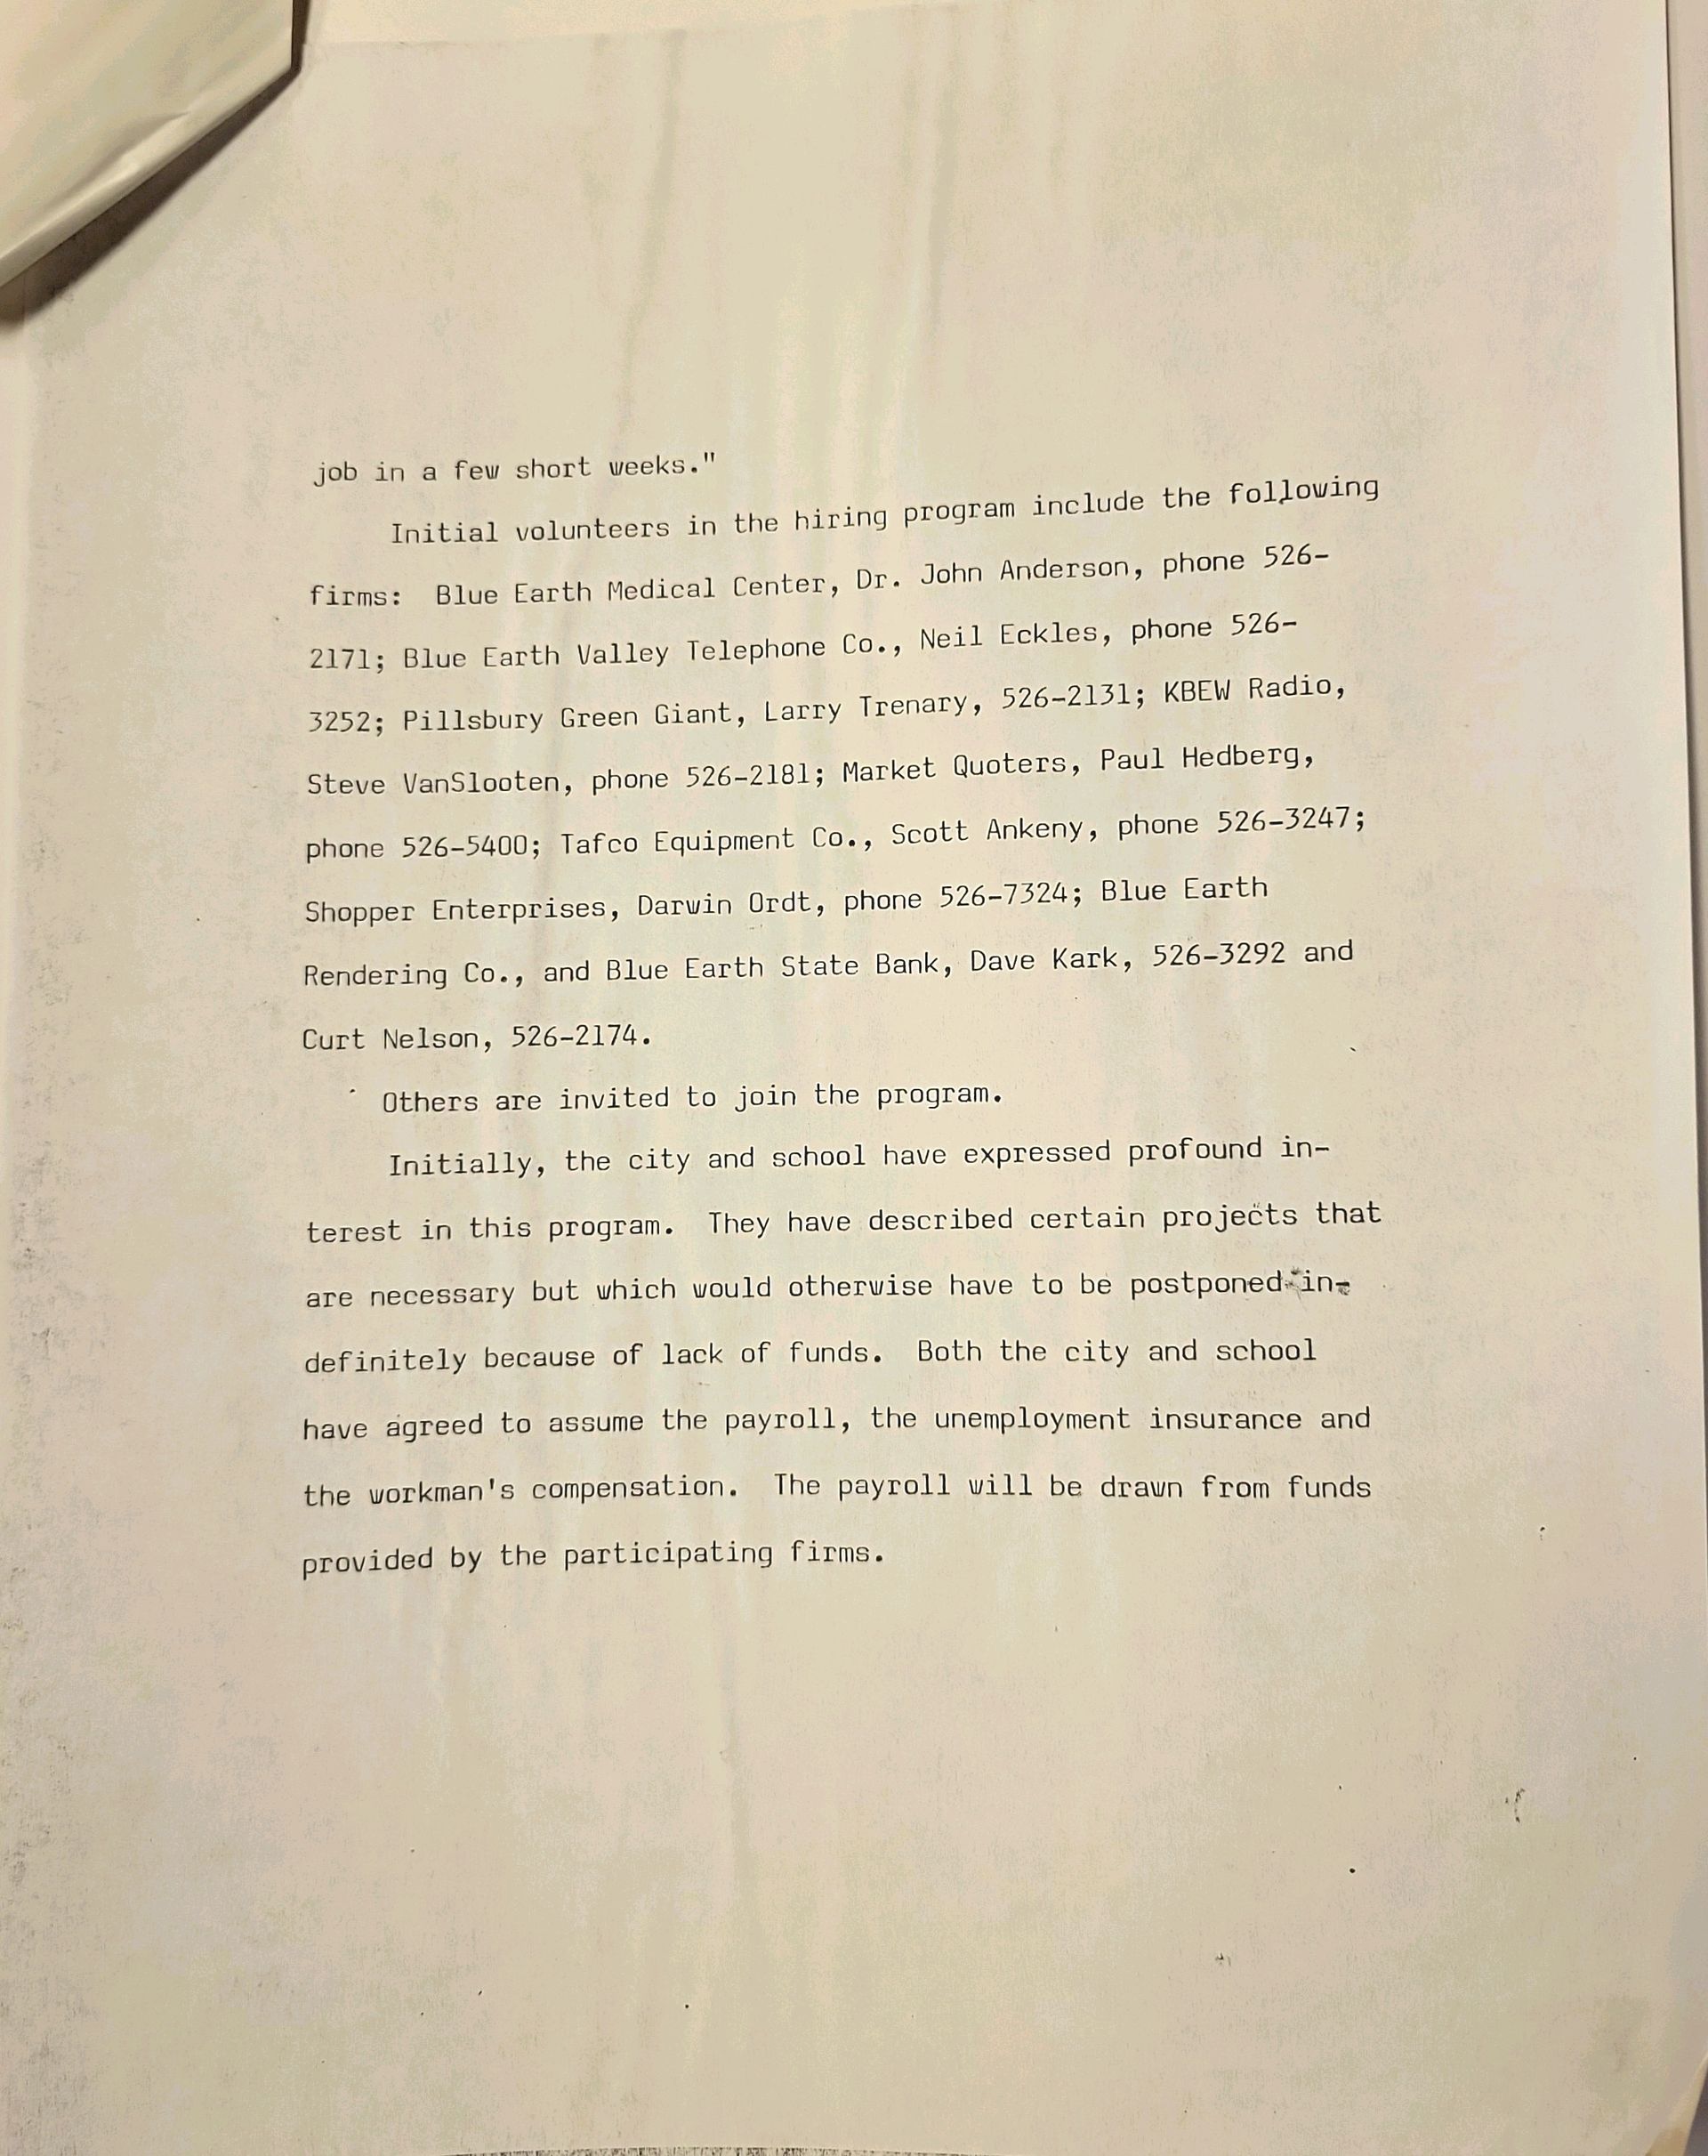 job in a few short weeks."
Initial volunteers in the hiring program include the following
firms:  Blue Earth Medical Center, Dr. John Anderson, phone 526-
2171; Blue Earth Valley Telephone Co., Neil Eckles, phone 526-
3252; Pillsbury Green Giant, Larry Trenary, 526-2131; KBEW Radio,
Steve VanSlooten, phone 526-2181; Market Quoters, Paul Hedberg,
phone 526-5400; Tafco Equipment Co., Scott Ankeny, phone 526-3247;
Shopper Enterprises, Darwin Ordt, phone 526-7324; Blue Earth
Rendering Co., and Blue Earth State Bank, Dave Kark, 526-3292 and
Curt Nelson, 526-2174.
Others are invited to join the program.
Initially, the city and school have expressed profound in-
terest in this program.  They have described certain projects that
are necessary but which would otherwise have to be postponed in-
definitely because of lack of funds.  Both the city and school
have agreed to assume the payroll, the unemployment insurance and
the workman's compensation.  The payroll will be drawn from funds
provided by the participating firms.